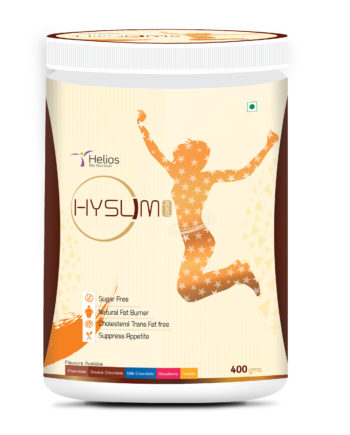 Helios
HYSLIM
Sugar Free
Natural Fat Burner
Cholesterol Trans Fat free
Suppress Appetite
Flavours Available
Chocolate Double Chocolate Milk Chocolate Strawberry Vanilla
400 gms